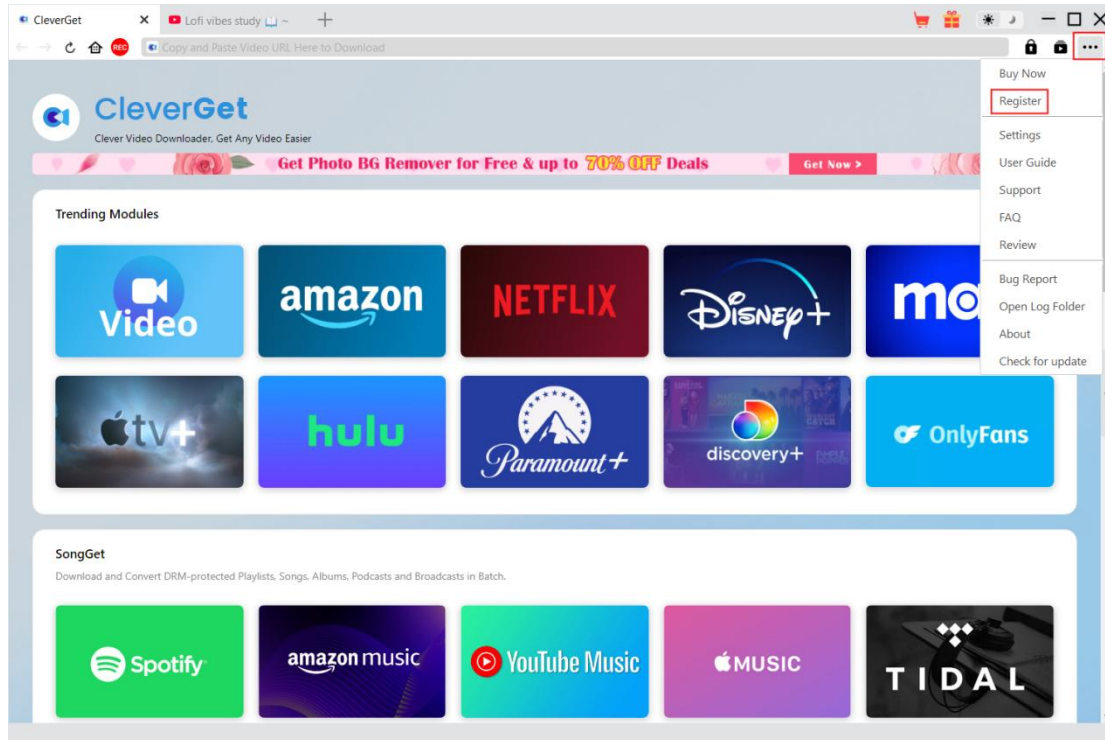 CleverGet
Lofi vibes study 📖 ~
REC
Copy and Paste Video URL Here to Download
Buy Now
Register
Settings
User Guide
Support
FAQ
Review
Bug Report
Open Log Folder
About
Check for update
CleverGet
Clever Video Downloader, Get Any Video Easier
Get Photo BG Remover for Free & up to 70% OFF Deals
Get Now >
Trending Modules
Video
amazon
NETFLIX
Disney+
tv+
hulu
Paramount+
discovery+
OnlyFans
SongGet
Download and Convert DRM-protected Playlists, Songs, Albums, Podcasts and Broadcasts in Batch.
Spotify
amazon music
YouTube Music
MUSIC
TIDAL